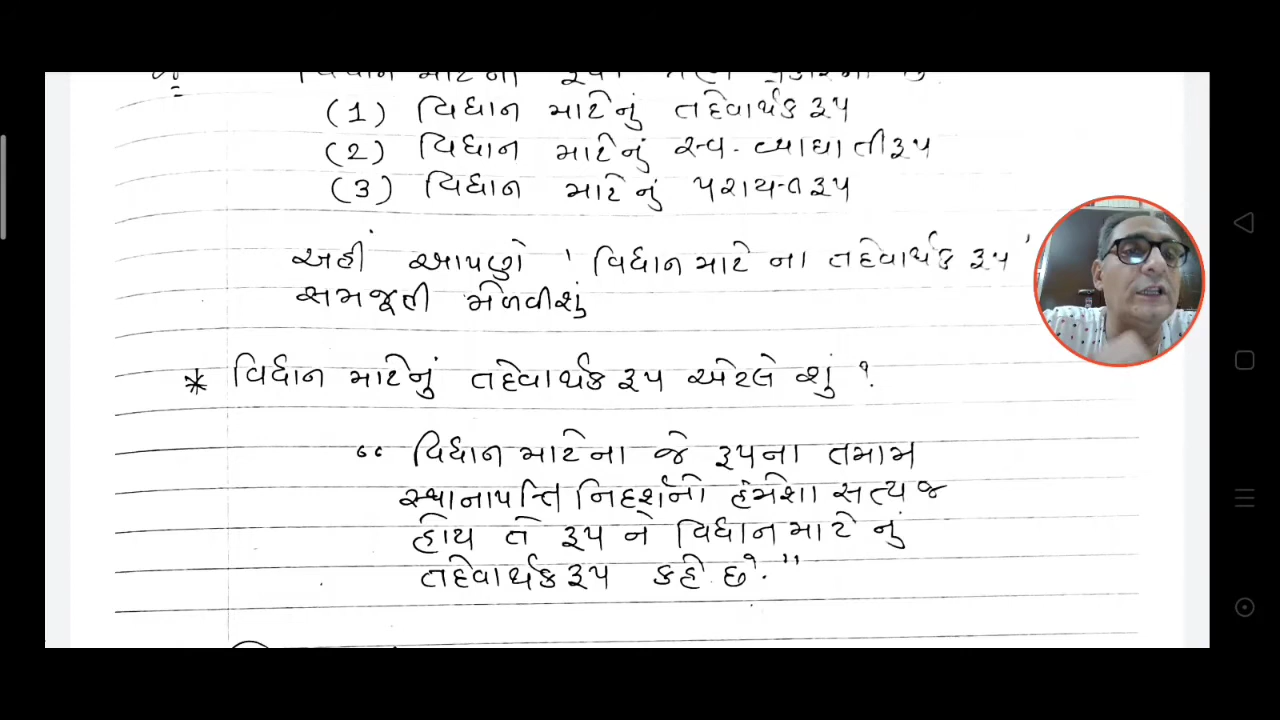 વિધાન માટેના રૂપો
(1) વિધાન માટેનું તદેવાર્થક રૂપ
(2) વિધાન માટેનું સ્વ-વ્યાઘાતી રૂપ
(3) વિધાન માટેનું પરાયત્ત રૂપ
અહીં આપણે 'વિધાન માટે ના તદેવાર્થક રૂપ'
સમજૂતી મેળવીશું
* વિધાન માટેનું તદેવાર્થક રૂપ એટલે શું ?
"વિધાન માટેના જે રૂપના તમામ
સ્થાનાપત્તિ નિદર્શનો હંમેશા સત્ય જ
હોય તે રૂપ ને વિધાન માટે નું
તદેવાર્થક રૂપ કહે છે."